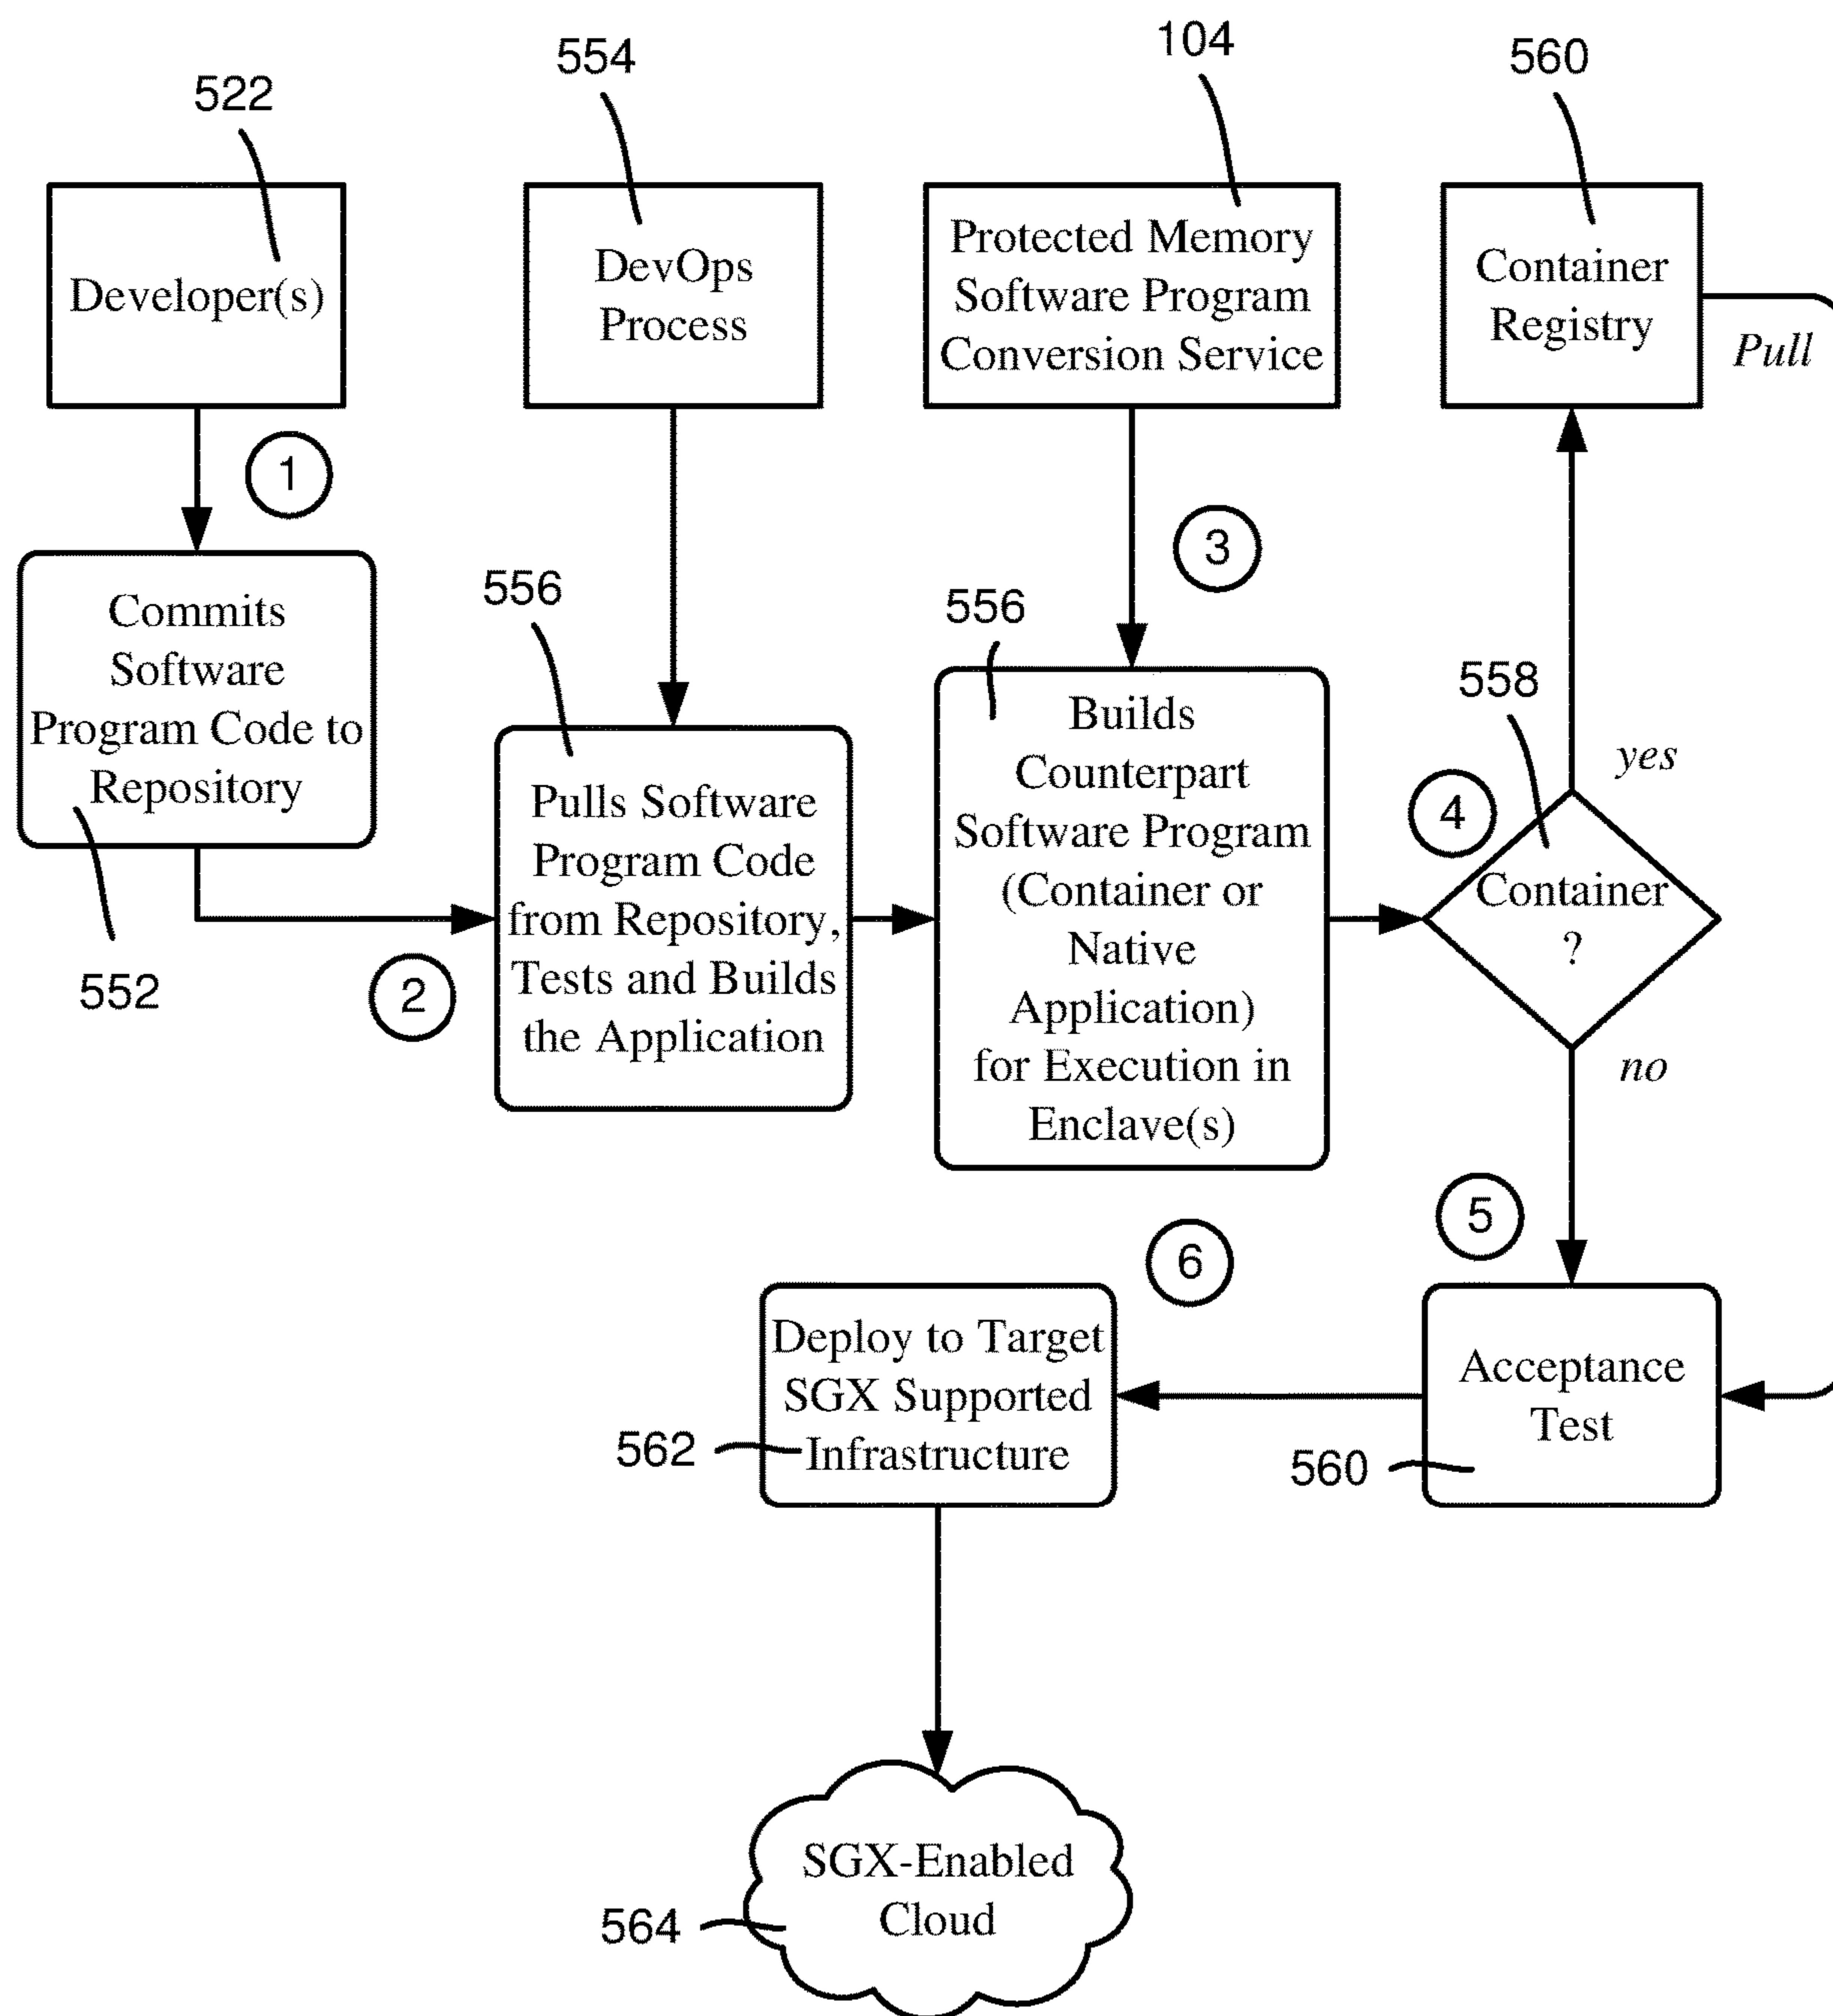 522
554
104
560
Developer(s)
DevOps
Process
Protected Memory
Software Program
Conversion Service
Container
Registry
Pull
1
3
552
Commits
Software
Program Code to
Repository
2
556
Pulls Software
Program Code
from Repository,
Tests and Builds
the Application
556
Builds
Counterpart
Software Program
(Container or
Native
Application)
for Execution in
Enclave(s)
558
yes
4
Container
?
no
5
6
Deploy to Target
SGX Supported
Infrastructure
562
Acceptance
Test
560
SGX-Enabled
Cloud
564